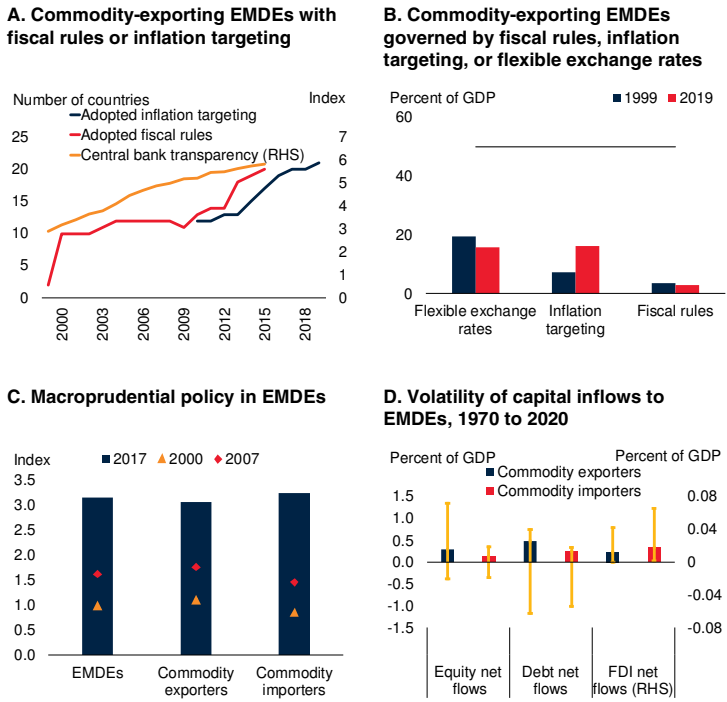 A. Commodity-exporting EMDEs with
fiscal rules or inflation targeting
Number of countries
Index
Adopted inflation targeting
Adopted fiscal rules
Central bank transparency (RHS)
25
20
15
10
5
0
7
6
5
4
3
2
1
0
2000
2003
2006
2009
2012
2015
2018
B. Commodity-exporting EMDEs
governed by fiscal rules, inflation
targeting, or flexible exchange rates
Percent of GDP
1999
2019
60
40
20
0
Flexible exchange
rates
Inflation
targeting
Fiscal rules
C. Macroprudential policy in EMDEs
Index
2017
2000
2007
3.5
3.0
2.5
2.0
1.5
1.0
0.5
0.0
EMDEs
Commodity
exporters
Commodity
importers
D. Volatility of capital inflows to
EMDEs, 1970 to 2020
Percent of GDP
Percent of GDP
Commodity exporters
Commodity importers
1.5
1.0
0.5
0.0
-0.5
-1.0
-1.5
0.08
0.04
0
-0.04
-0.08
Equity net
flows
Debt net
flows
FDI net
flows (RHS)